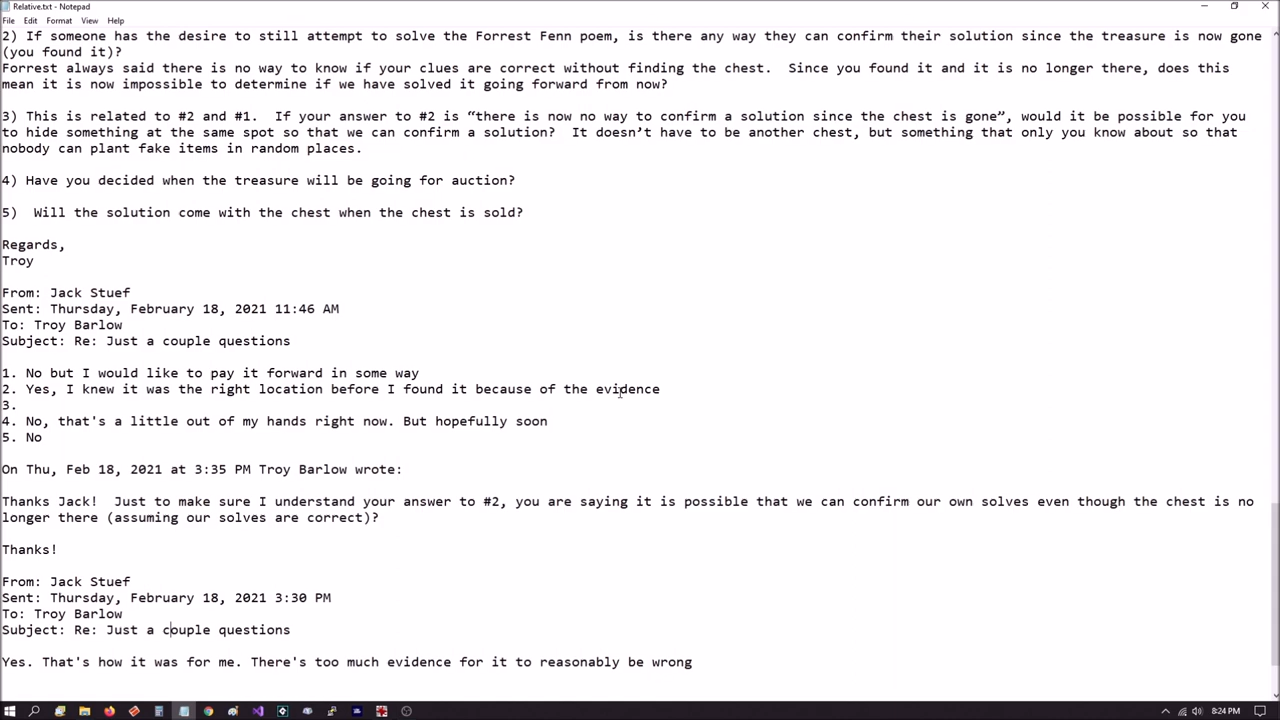 Relative.txt - Notepad
File Edit Format View Help
2) If someone has the desire to still attempt to solve the Forrest Fenn poem, is there any way they can confirm their solution since the treasure is now gone
(you found it)?
Forrest always said there is no way to know if your clues are correct without finding the chest.  Since you found it and it is no longer there, does this
mean it is now impossible to determine if we have solved it going forward from now?
3) This is related to #2 and #1.  If your answer to #2 is “there is now no way to confirm a solution since the chest is gone”, would it be possible for you
to hide something at the same spot so that we can confirm a solution?  It doesn’t have to be another chest, but something that only you know about so that
nobody can plant fake items in random places.
4) Have you decided when the treasure will be going for auction?
5)  Will the solution come with the chest when the chest is sold?
Regards,
Troy
From: Jack Stuef
Sent: Thursday, February 18, 2021 11:46 AM
To: Troy Barlow
Subject: Re: Just a couple questions
1. No but I would like to pay it forward in some way
2. Yes, I knew it was the right location before I found it because of the evidence
3.
4. No, that's a little out of my hands right now. But hopefully soon
5. No
On Thu, Feb 18, 2021 at 3:35 PM Troy Barlow wrote:
Thanks Jack!  Just to make sure I understand your answer to #2, you are saying it is possible that we can confirm our own solves even though the chest is no
longer there (assuming our solves are correct)?
Thanks!
From: Jack Stuef
Sent: Thursday, February 18, 2021 3:30 PM
To: Troy Barlow
Subject: Re: Just a couple questions
Yes. That's how it was for me. There's too much evidence for it to reasonably be wrong
8:24 PM